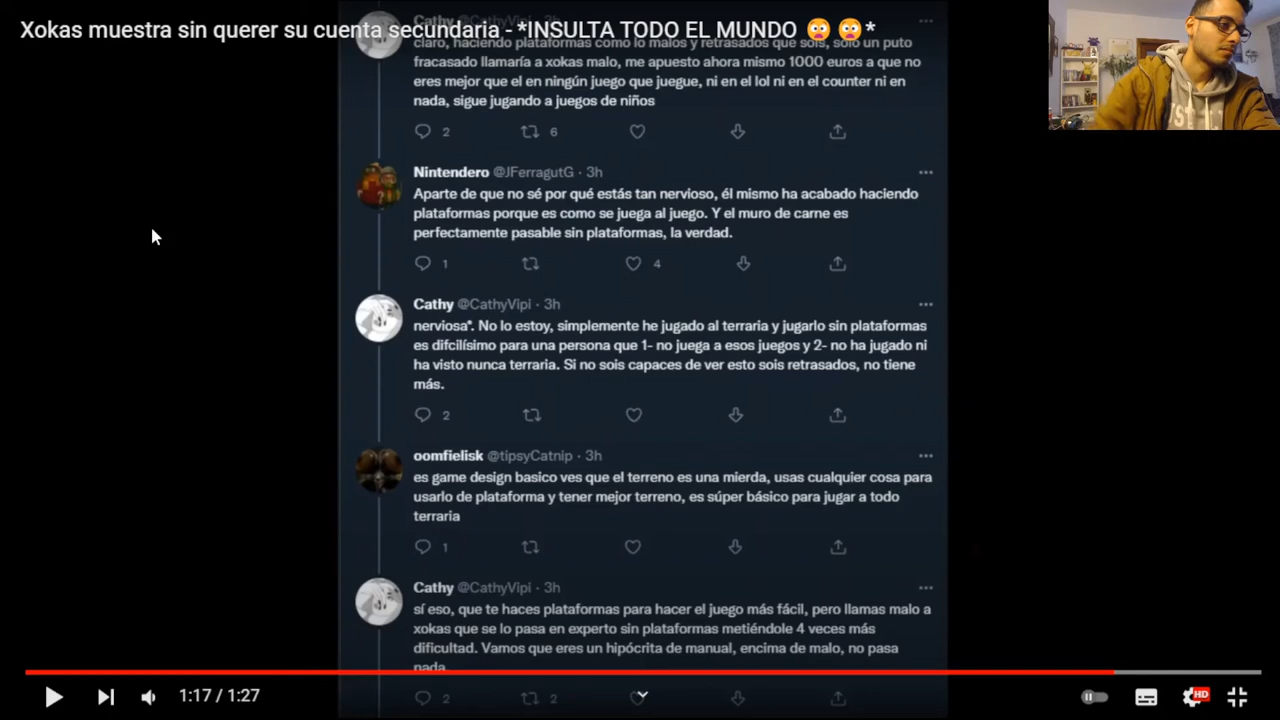 Xokas muestra sin querer su cuenta secundaria - *INSULTA TODO EL MUNDO 😨 😨*
Cathy @CathyVipi · 3h
claro, haciendo plataformas como lo malos y retrasados que sois, solo un puto
fracasado llamaría a xokas malo, me apuesto ahora mismo 1000 euros a que no
eres mejor que el en ningún juego que juegue, ni en el lol ni en el counter ni en
nada, sigue jugando a juegos de niños
2 6
Nintendero @JFerragutG · 3h
Aparte de que no sé por qué estás tan nervioso, él mismo ha acabado haciendo
plataformas porque es como se juega al juego. Y el muro de carne es
perfectamente pasable sin plataformas, la verdad.
1 4
Cathy @CathyVipi · 3h
nerviosa*. No lo estoy, simplemente he jugado al terraria y jugarlo sin plataformas
es difcilísimo para una persona que 1- no juega a esos juegos y 2- no ha jugado ni
ha visto nunca terraria. Si no sois capaces de ver esto sois retrasados, no tiene
más.
2
oomfielisk @tipsyCatnip · 3h
es game design basico ves que el terreno es una mierda, usas cualquier cosa para
usarlo de plataforma y tener mejor terreno, es súper básico para jugar a todo
terraria
1
Cathy @CathyVipi · 3h
sí eso, que te haces plataformas para hacer el juego más fácil, pero llamas malo a
xokas que se lo pasa en experto sin plataformas metiéndole 4 veces más
dificultad. Vamos que eres un hipócrita de manual, encima de malo, no pasa
nada.
2 2
1:17 / 1:27
HD